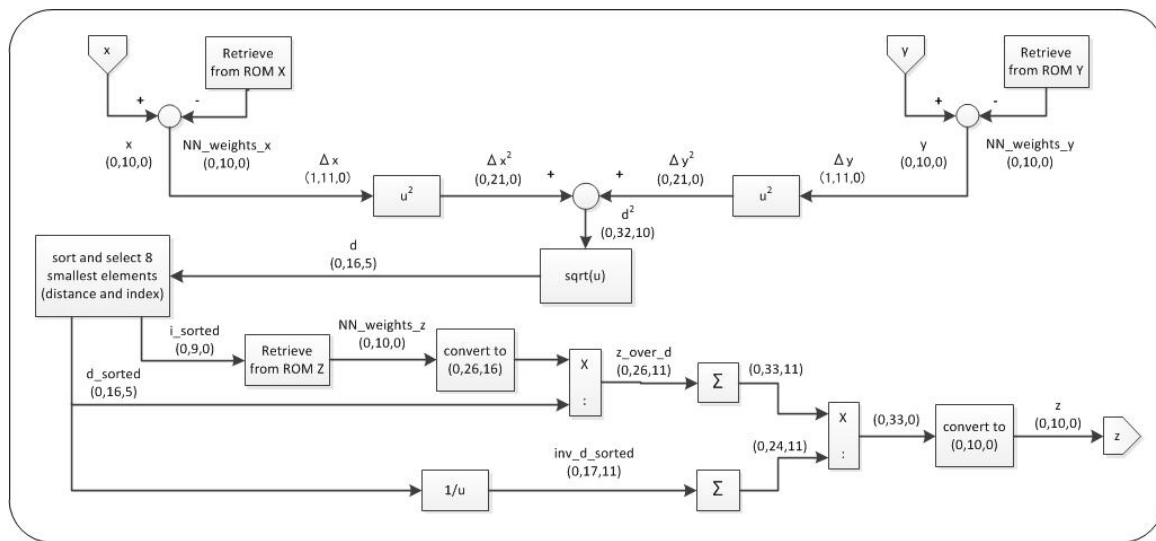 x
Retrieve
from ROM X
y
Retrieve
from ROM Y
+
-
+
-
x
(0,10,0)
NN_weights_x
(0,10,0)
Δ x
(1,11,0)
u²
Δ x²
(0,21,0)
+
+
Δ y²
(0,21,0)
u²
Δ y
(1,11,0)
y
(0,10,0)
NN_weights_y
(0,10,0)
d²
(0,32,10)
sqrt(u)
d
(0,16,5)
sort and select 8
smallest elements
(distance and index)
i_sorted
(0,9,0)
d_sorted
(0,16,5)
Retrieve
from ROM Z
NN_weights_z
(0,10,0)
convert to
(0,26,16)
X
:
z_over_d
(0,26,11)
Σ
(0,33,11)
X
:
(0,33,0)
convert to
(0,10,0)
z
(0,10,0)
z
1/u
inv_d_sorted
(0,17,11)
Σ
(0,24,11)